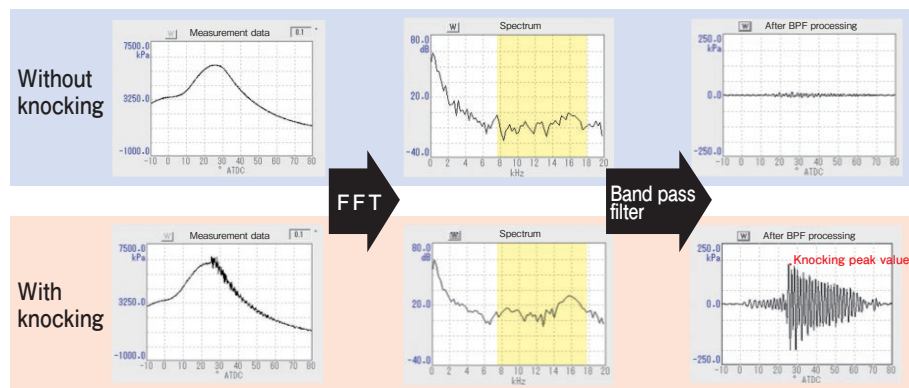 W Measurement data 0.1 °
7500.0
kPa
3250.0
-1000.0
-10 0 10 20 30 40 50 60 70 80
° ATDC
Without
knocking
W Spectrum
80.0
dB
20.0
-40.0
0 2 4 6 8 10 12 14 16 18 20
kHz
W After BPF processing
250.0
kPa
0.0
-250.0
-10 0 10 20 30 40 50 60 70 80
° ATDC
FFT
Band pass
filter
W Measurement data 0.1 °
7500.0
kPa
3250.0
-1000.0
-10 0 10 20 30 40 50 60 70 80
° ATDC
With
knocking
W Spectrum
80.0
dB
20.0
-40.0
0 2 4 6 8 10 12 14 16 18 20
kHz
W After BPF processing
250.0
kPa
Knocking peak value
0.0
-250.0
-10 0 10 20 30 40 50 60 70 80
° ATDC